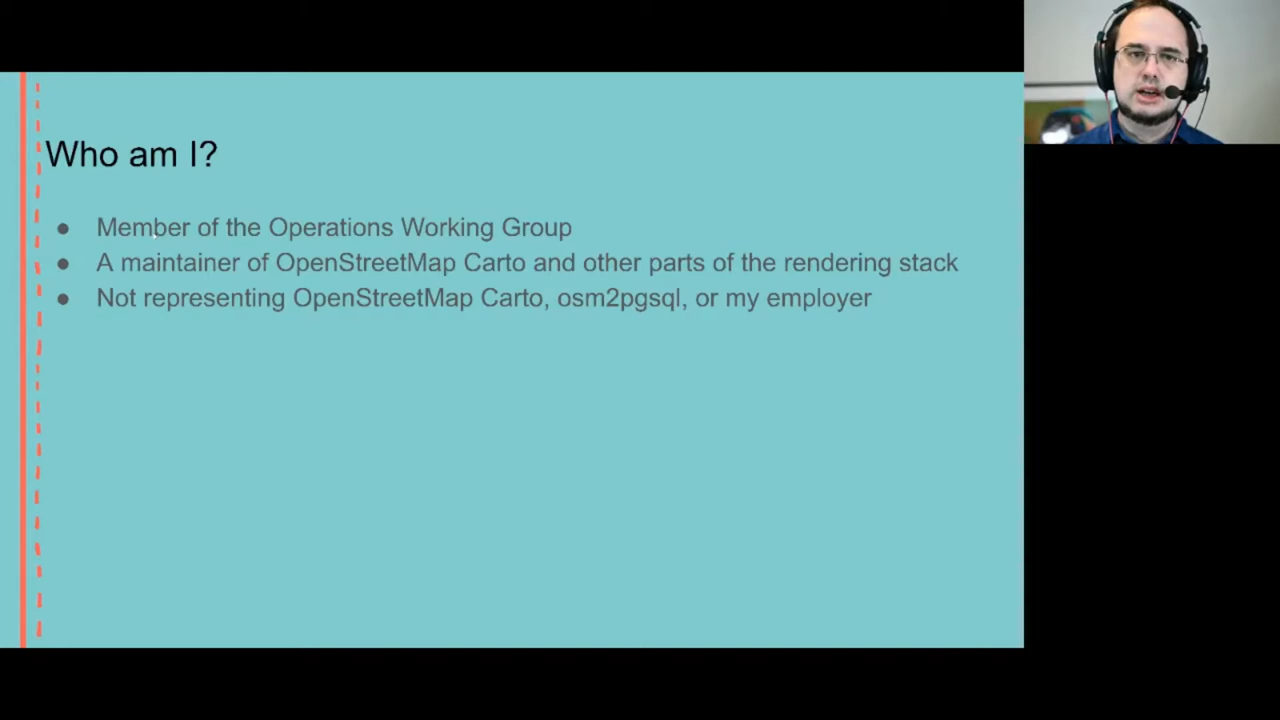 Who am I?
● Member of the Operations Working Group
● A maintainer of OpenStreetMap Carto and other parts of the rendering stack
● Not representing OpenStreetMap Carto, osm2pgsql, or my employer